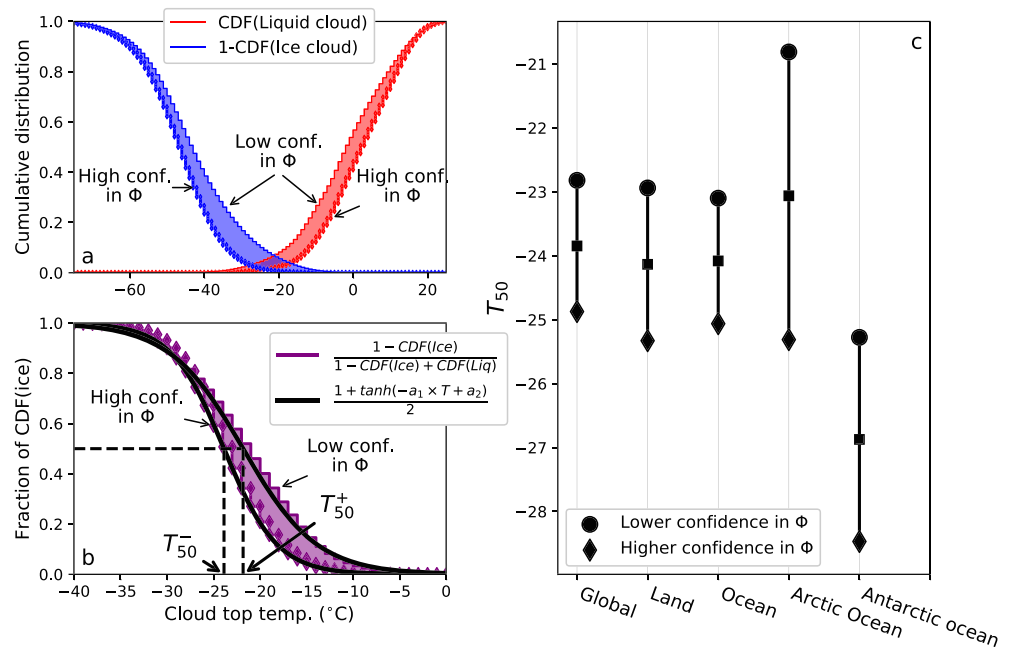 CDF(Liquid cloud)
1-CDF(Ice cloud)
Cumulative distribution
1.0
0.8
0.6
0.4
0.2
0.0
High conf.
in Φ
Low conf.
in Φ
High conf.
in Φ
a
−60
−40
−20
0
20
Fraction of CDF(ice)
1.0
0.8
0.6
0.4
0.2
0.0
1−CDF(Ice)
1−CDF(Ice)+CDF(Liq)
1+tanh(−a₁×T+a₂)
2
High conf.
in Φ
Low conf.
in Φ
T₅₀⁺
T₅₀⁻
b
−40
−35
−30
−25
−20
−15
−10
−5
0
Cloud top temp. (°C)
c
T₅₀
−21
−22
−23
−24
−25
−26
−27
−28
Lower confidence in Φ
Higher confidence in Φ
Global
Land
Ocean
Arctic Ocean
Antarctic ocean